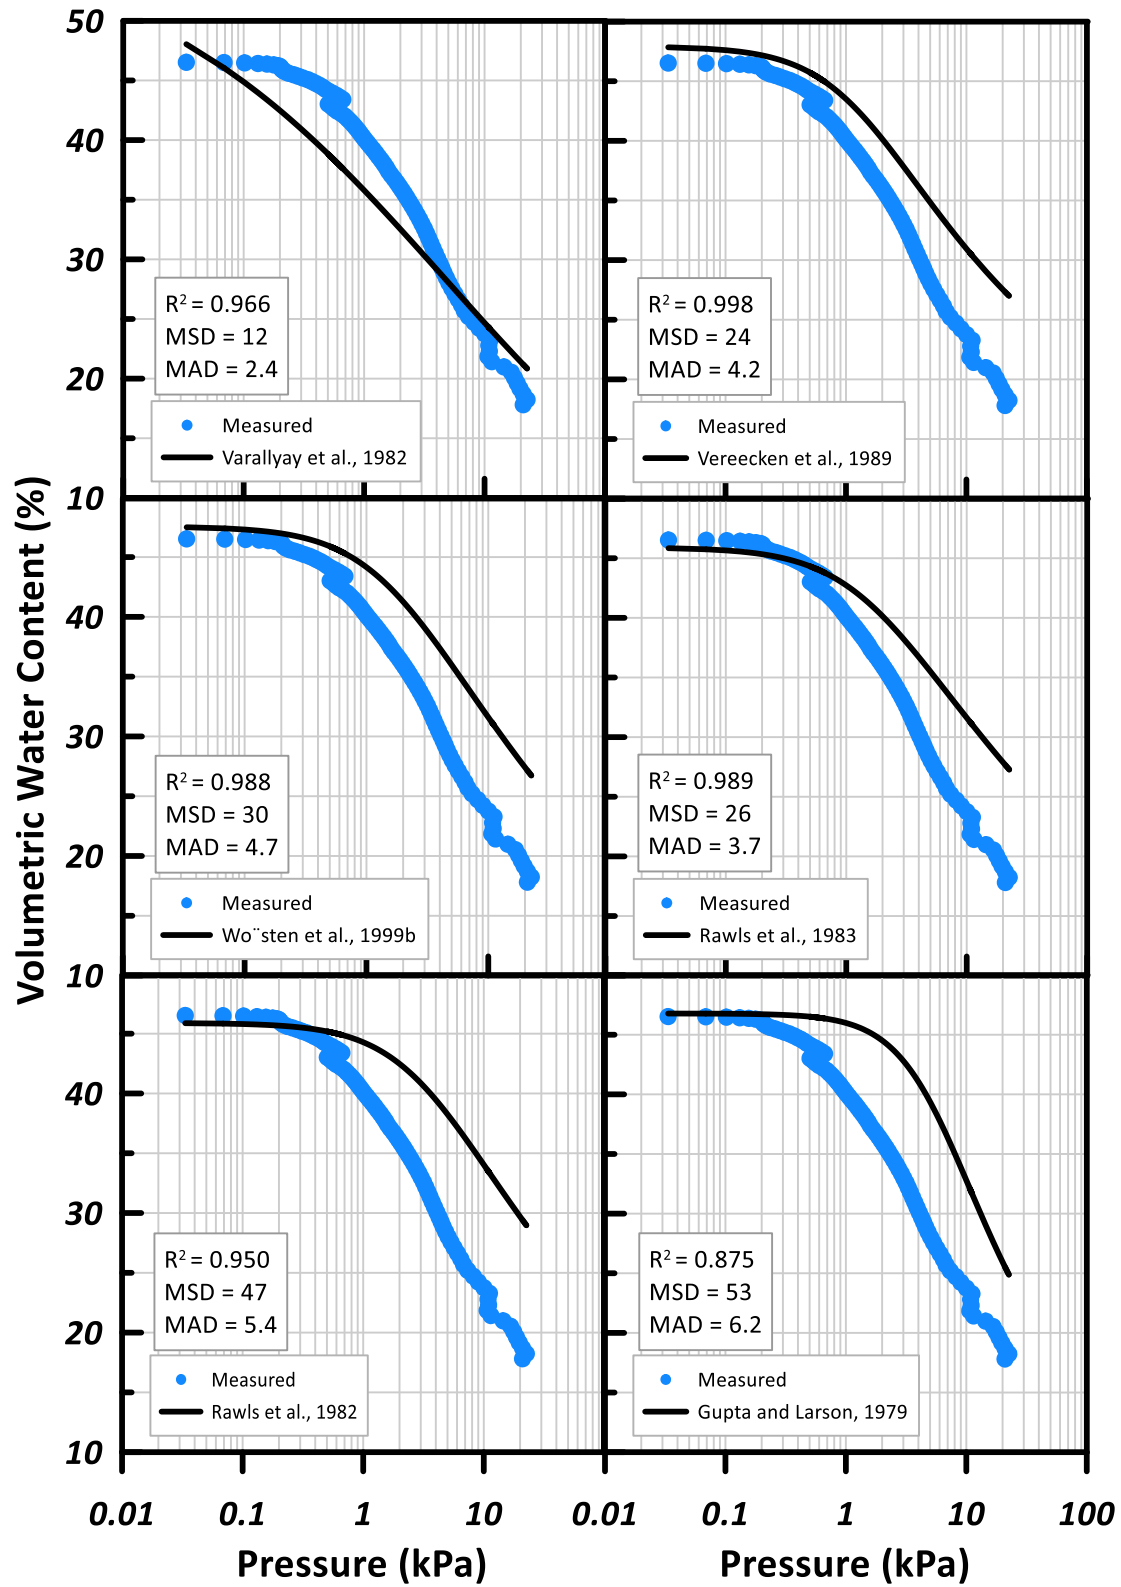 Volumetric Water Content (%)
50
40
30
20
10
R² = 0.966
MSD = 12
MAD = 2.4
Measured
Varallyay et al., 1982
R² = 0.998
MSD = 24
MAD = 4.2
Measured
Vereecken et al., 1989
40
30
20
10
R² = 0.988
MSD = 30
MAD = 4.7
Measured
Wo¨sten et al., 1999b
R² = 0.989
MSD = 26
MAD = 3.7
Measured
Rawls et al., 1983
40
30
20
10
R² = 0.950
MSD = 47
MAD = 5.4
Measured
Rawls et al., 1982
R² = 0.875
MSD = 53
MAD = 6.2
Measured
Gupta and Larson, 1979
0.01 0.1 1 10 0.01 0.1 1 10 100
Pressure (kPa) Pressure (kPa)